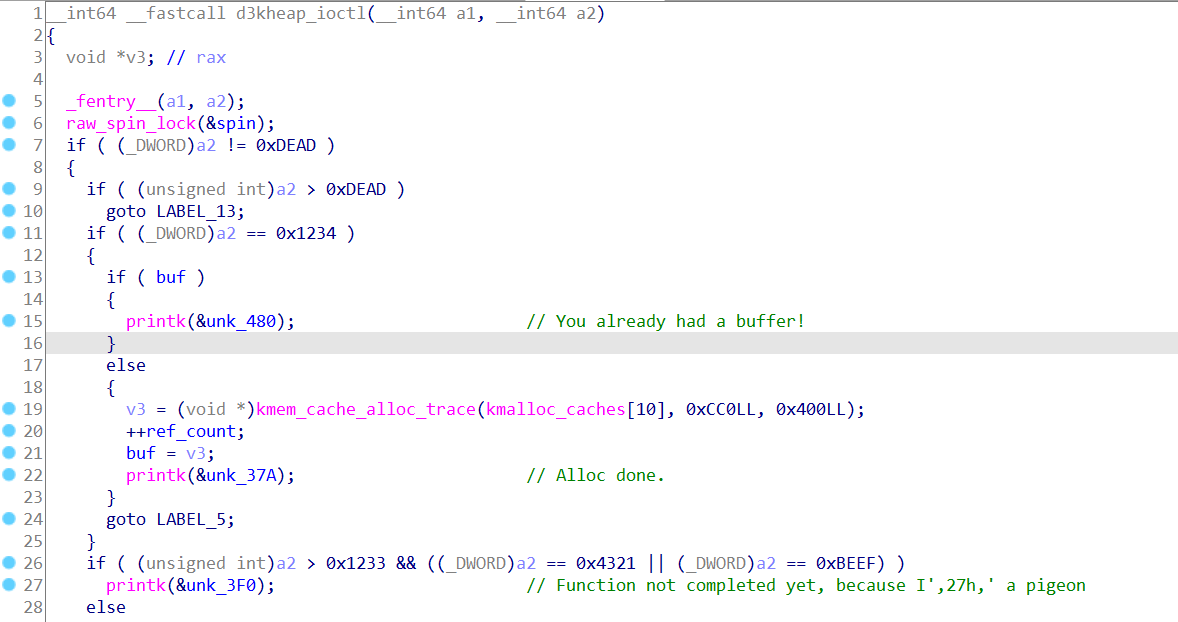 1 __int64 __fastcall d3kheap_ioctl(__int64 a1, __int64 a2)
2 {
3 void *v3; // rax
4
5 _fentry__(a1, a2);
6 raw_spin_lock(&spin);
7 if ( (_DWORD)a2 != 0xDEAD )
8 {
9 if ( (unsigned int)a2 > 0xDEAD )
10 goto LABEL_13;
11 if ( (_DWORD)a2 == 0x1234 )
12 {
13 if ( buf )
14 {
15 printk(&unk_480); // You already had a buffer!
16 }
17 else
18 {
19 v3 = (void *)kmem_cache_alloc_trace(kmalloc_caches[10], 0xCC0LL, 0x400LL);
20 ++ref_count;
21 buf = v3;
22 printk(&unk_37A); // Alloc done.
23 }
24 goto LABEL_5;
25 }
26 if ( (unsigned int)a2 > 0x1233 && ((_DWORD)a2 == 0x4321 || (_DWORD)a2 == 0xBEEF) )
27 printk(&unk_3F0); // Function not completed yet, because I',27h,' a pigeon
28 else